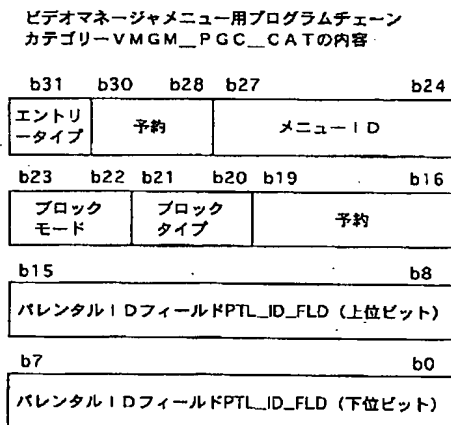 ビデオマネージャメニュー用プログラムチェーン
カテゴリーVMGM__PGC__CATの内容
b31 b30 b28 b27 b24
エントリ
ータイプ
予約
メニューID
b23 b22 b21 b20 b19 b16
ブロック
モード
ブロック
タイプ
予約
b15 b8
パレンタルIDフィールドPTL_ID_FLD（上位ビット）
b7 b0
パレンタルIDフィールドPTL_ID_FLD（下位ビット）